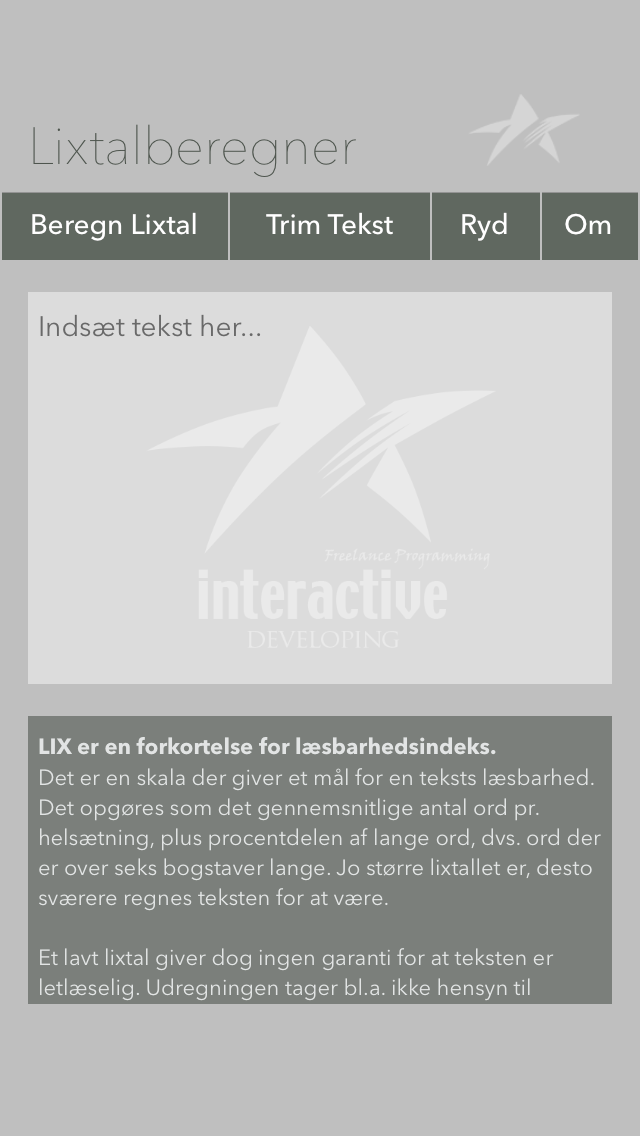 Lixtalberegner
Beregn Lixtal Trim Tekst Ryd Om
Indsæt tekst her...
Freelance Programming
interactive
DEVELOPING
LIX er en forkortelse for læsbarhedsindeks.
Det er en skala der giver et mål for en teksts læsbarhed.
Det opgøres som det gennemsnitlige antal ord pr.
helsætning, plus procentdelen af lange ord, dvs. ord der
er over seks bogstaver lange. Jo større lixtallet er, desto
sværere regnes teksten for at være.
Et lavt lixtal giver dog ingen garanti for at teksten er
letlæselig. Udregningen tager bl.a. ikke hensyn til